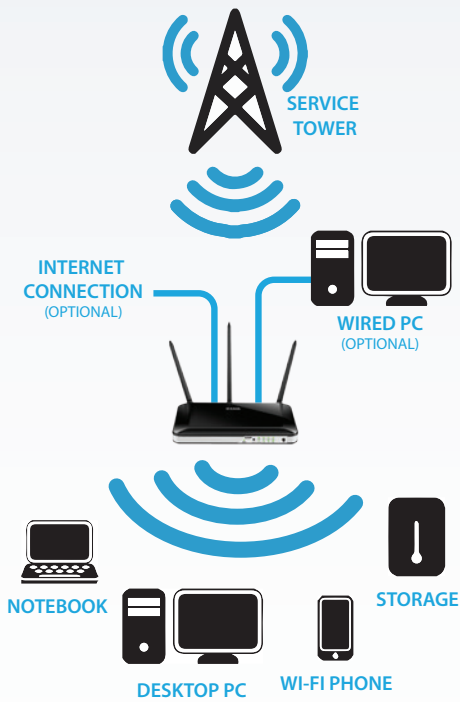 SERVICE
TOWER
INTERNET
CONNECTION
(OPTIONAL)
WIRED PC
(OPTIONAL)
NOTEBOOK
STORAGE
DESKTOP PC
WI-FI PHONE